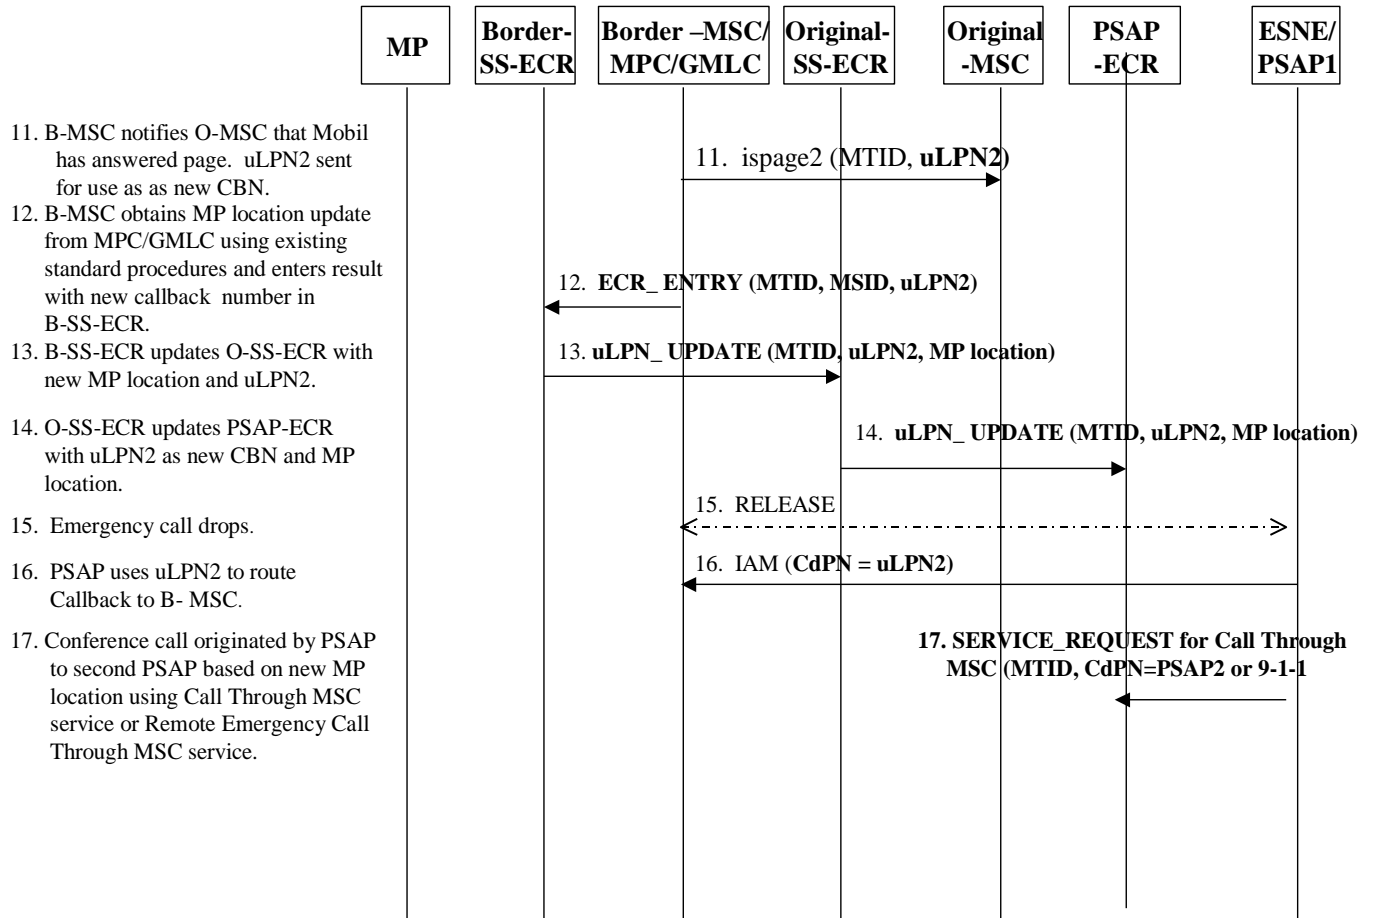 MP
Border-
SS-ECR
Border –MSC/
MPC/GMLC
Original-
SS-ECR
Original
-MSC
PSAP
-ECR
ESNE/
PSAP1
11. B-MSC notifies O-MSC that Mobil
has answered page.  uLPN2 sent
for use as as new CBN.
12. B-MSC obtains MP location update
from MPC/GMLC using existing
standard procedures and enters result
with new callback  number in
B-SS-ECR.
13. B-SS-ECR updates O-SS-ECR with
new MP location and uLPN2.
14. O-SS-ECR updates PSAP-ECR
with uLPN2 as new CBN and MP
location.
15.  Emergency call drops.
16.  PSAP uses uLPN2 to route
Callback to B- MSC.
17. Conference call originated by PSAP
to second PSAP based on new MP
location using Call Through MSC
service or Remote Emergency Call
Through MSC service.
11.  ispage2 (MTID, uLPN2)
12.  ECR_ ENTRY (MTID, MSID, uLPN2)
13. uLPN_ UPDATE (MTID, uLPN2, MP location)
14.  uLPN_ UPDATE (MTID, uLPN2, MP location)
15.  RELEASE
16.  IAM (CdPN = uLPN2)
17. SERVICE_REQUEST for Call Through
MSC (MTID, CdPN=PSAP2 or 9-1-1